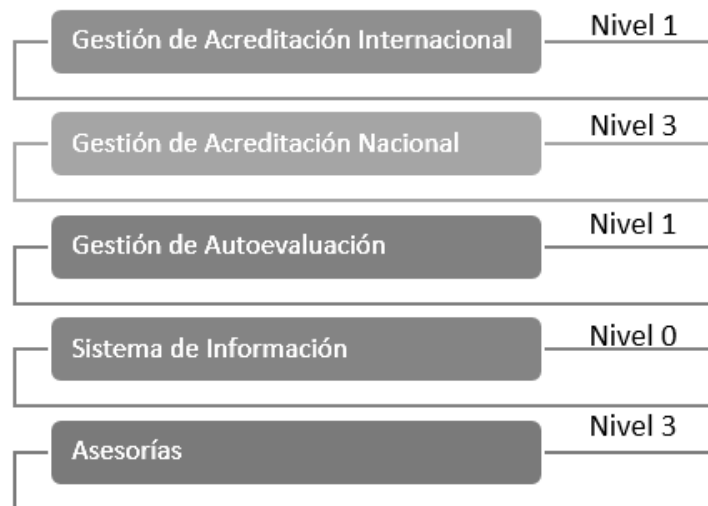 Gestión de Acreditación Internacional Nivel 1
Gestión de Acreditación Nacional Nivel 3
Gestión de Autoevaluación Nivel 1
Sistema de Información Nivel 0
Asesorías Nivel 3